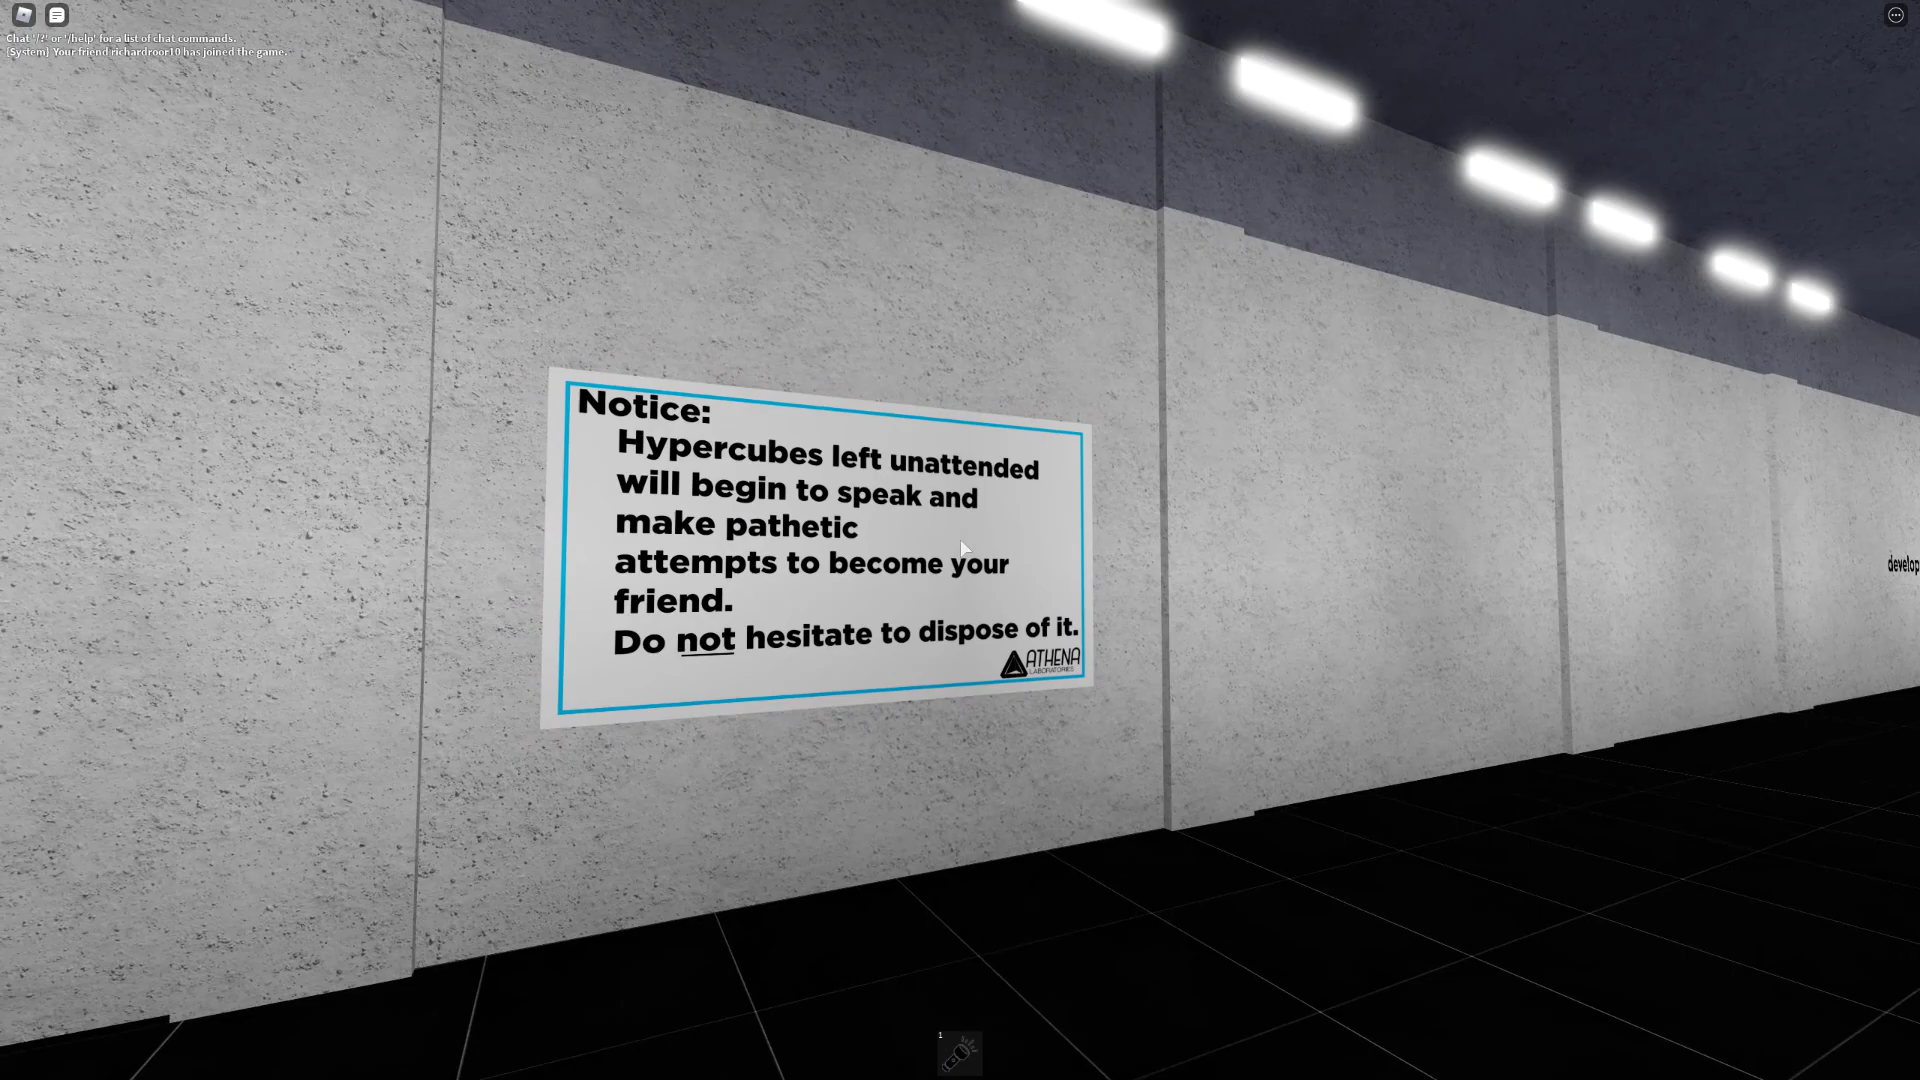 Chat '/?' or '/help' for a list of chat commands.
[System] Your friend richardroor10 has joined the game.
Notice:
Hypercubes left unattended
will begin to speak and
make pathetic
attempts to become your
friend.
Do not hesitate to dispose of it.
ATHENA
LABORATORIES
develop
1